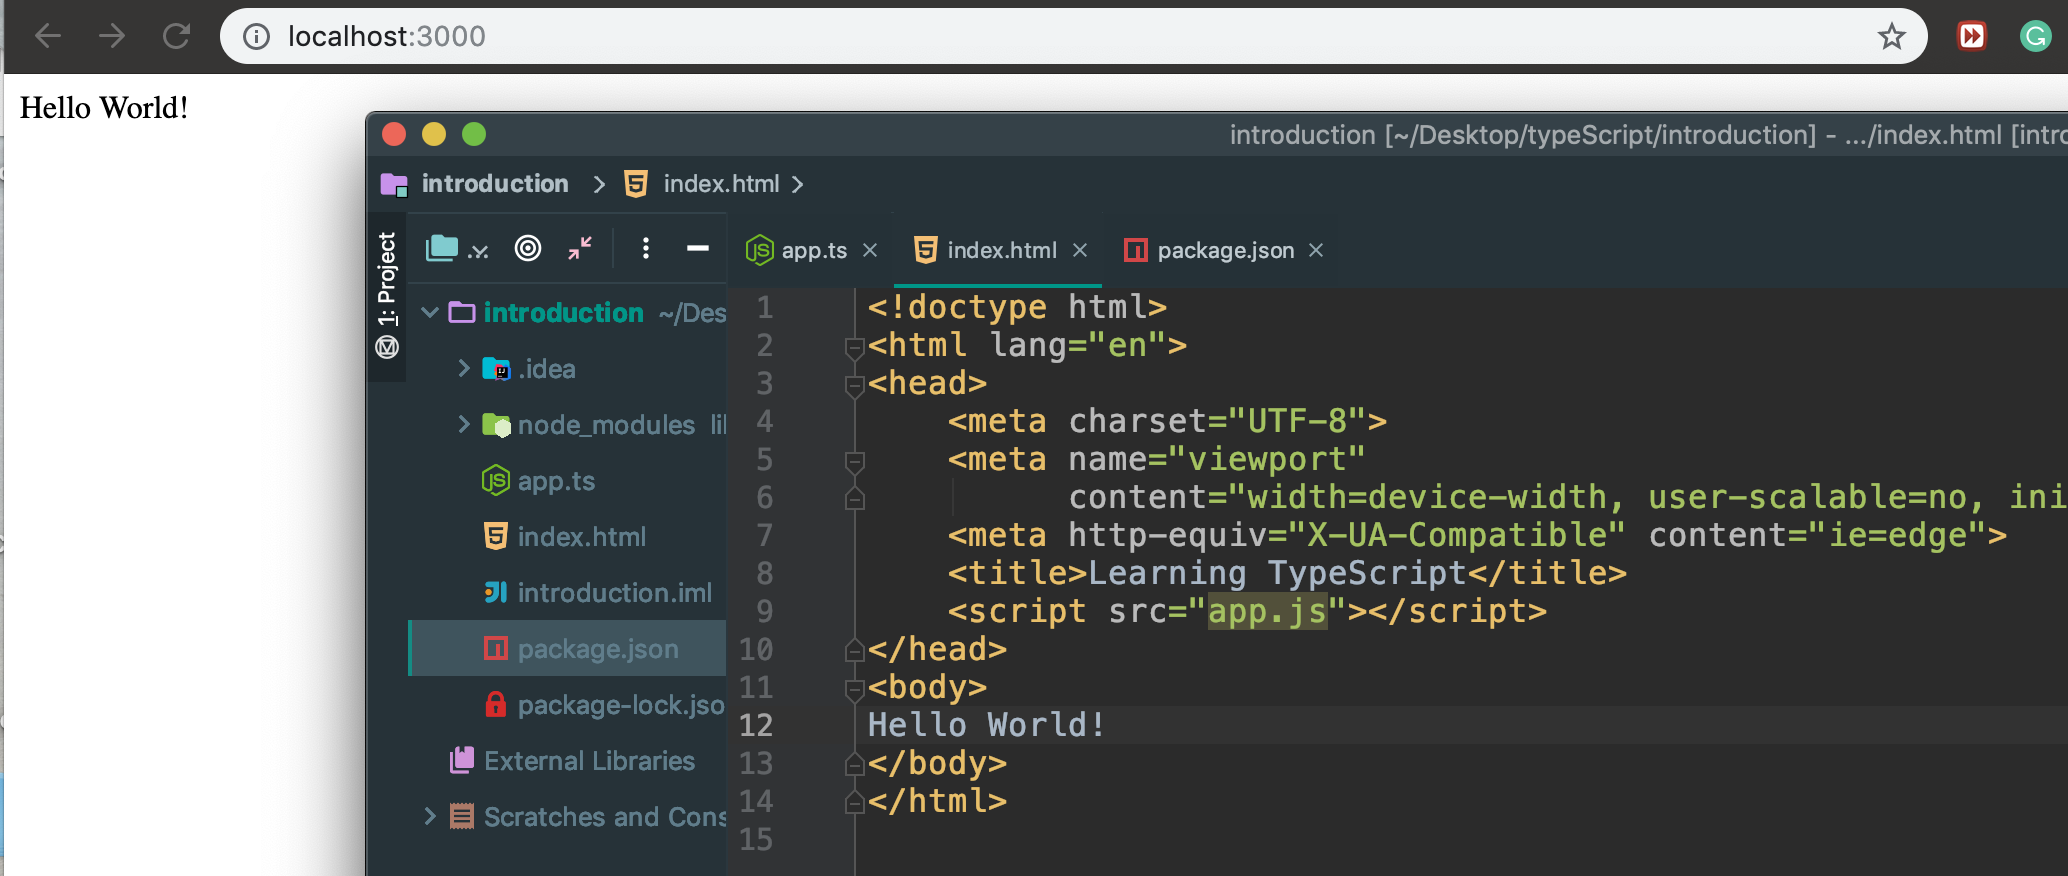 localhost:3000
Hello World!
introduction [~/Desktop/typeScript/introduction] - .../index.html [intro
introduction > index.html >
1: Project
app.ts × index.html × package.json ×
introduction ~/Des
.idea
node_modules li
app.ts
index.html
introduction.iml
package.json
package-lock.jso
External Libraries
Scratches and Cons
1 <!doctype html>
2 <html lang="en">
3 <head>
4 <meta charset="UTF-8">
5 <meta name="viewport"
6 content="width=device-width, user-scalable=no, ini
7 <meta http-equiv="X-UA-Compatible" content="ie=edge">
8 <title>Learning TypeScript</title>
9 <script src="app.js"></script>
10 </head>
11 <body>
12 Hello World!
13 </body>
14 </html>
15